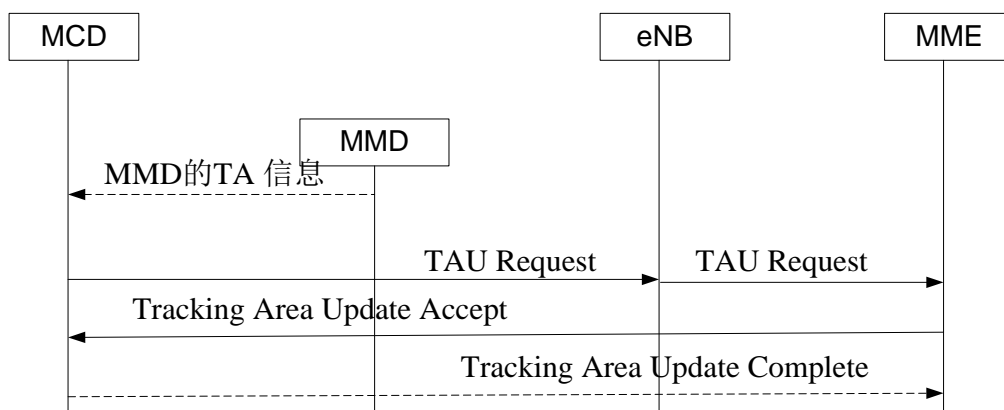 MCD
eNB
MME
MMD
MMD的TA 信息
TAU Request
TAU Request
Tracking Area Update Accept
Tracking Area Update Complete